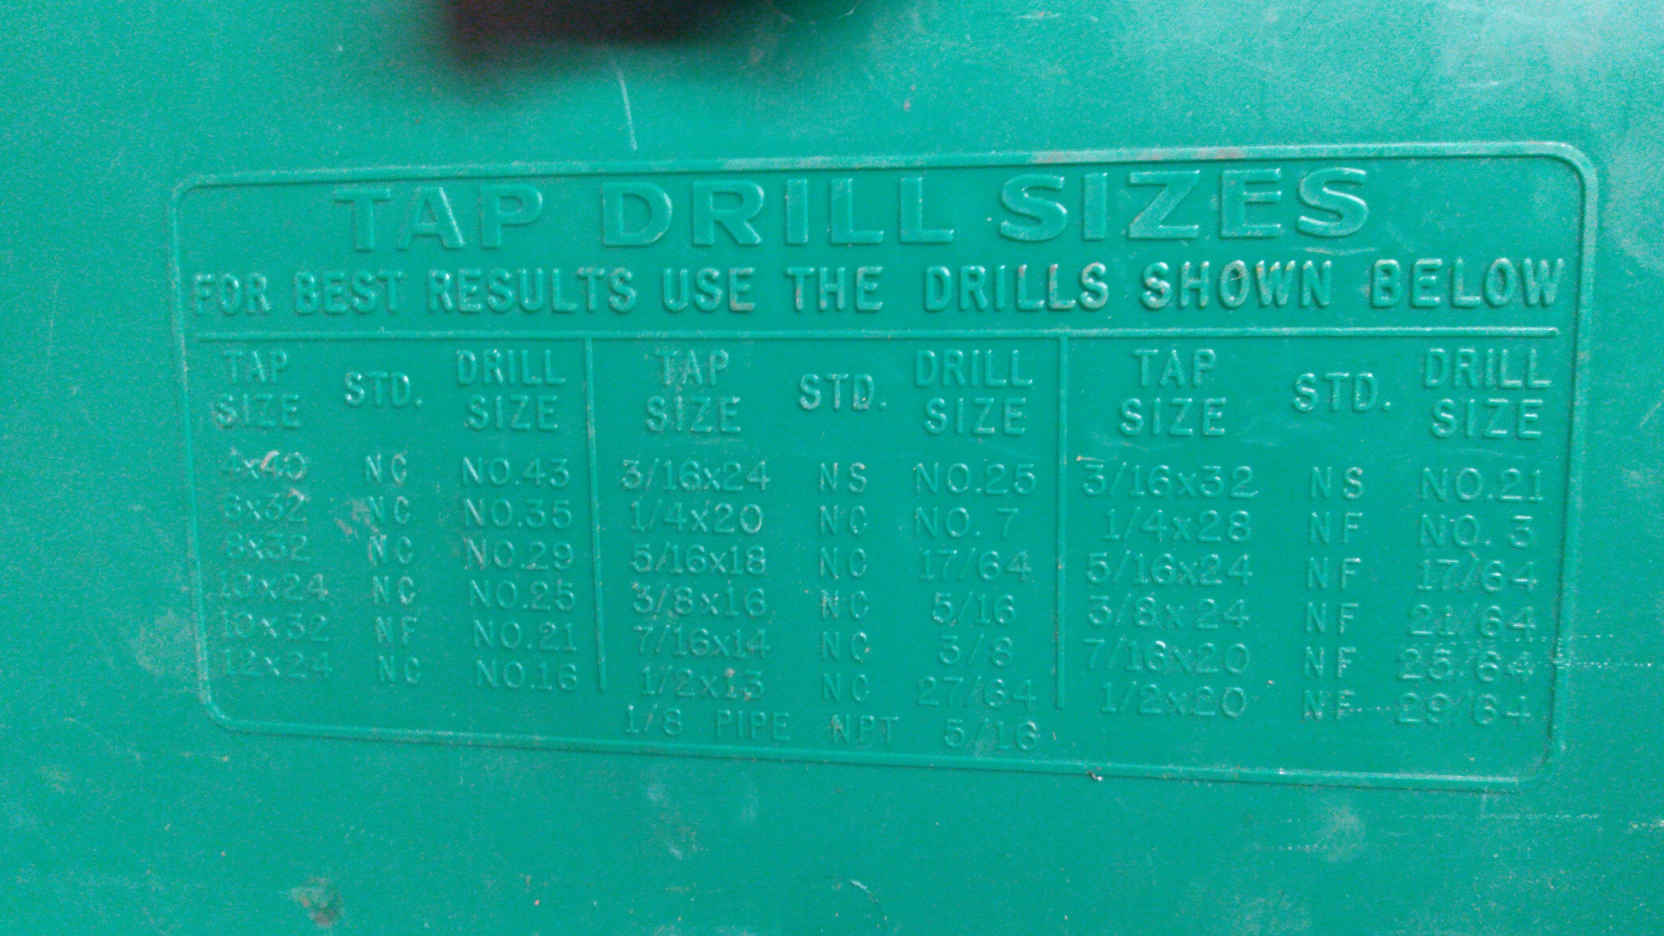 TAP DRILL SIZES
FOR BEST RESULTS USE THE DRILLS SHOWN BELOW
TAP SIZE STD. DRILL SIZE TAP SIZE STD. DRILL SIZE TAP SIZE STD. DRILL SIZE
4x40 NC NO.43 3/16x24 NS NO.25 3/16x32 NS NO.21
6x32 NC NO.35 1/4x20 NC NO. 7 1/4x28 NF NO. 3
8x32 NC NO.29 5/16x18 NC 17/64 5/16x24 NF 17/64
10x24 NC NO.25 3/8x16 NC 5/16 3/8x24 NF 21/64
10x32 NF NO.21 7/16x14 NC 3/8 7/16x20 NF 25/64
12x24 NC NO.16 1/2x13 NC 27/64 1/2x20 NF 29/64
1/8 PIPE NPT 5/16